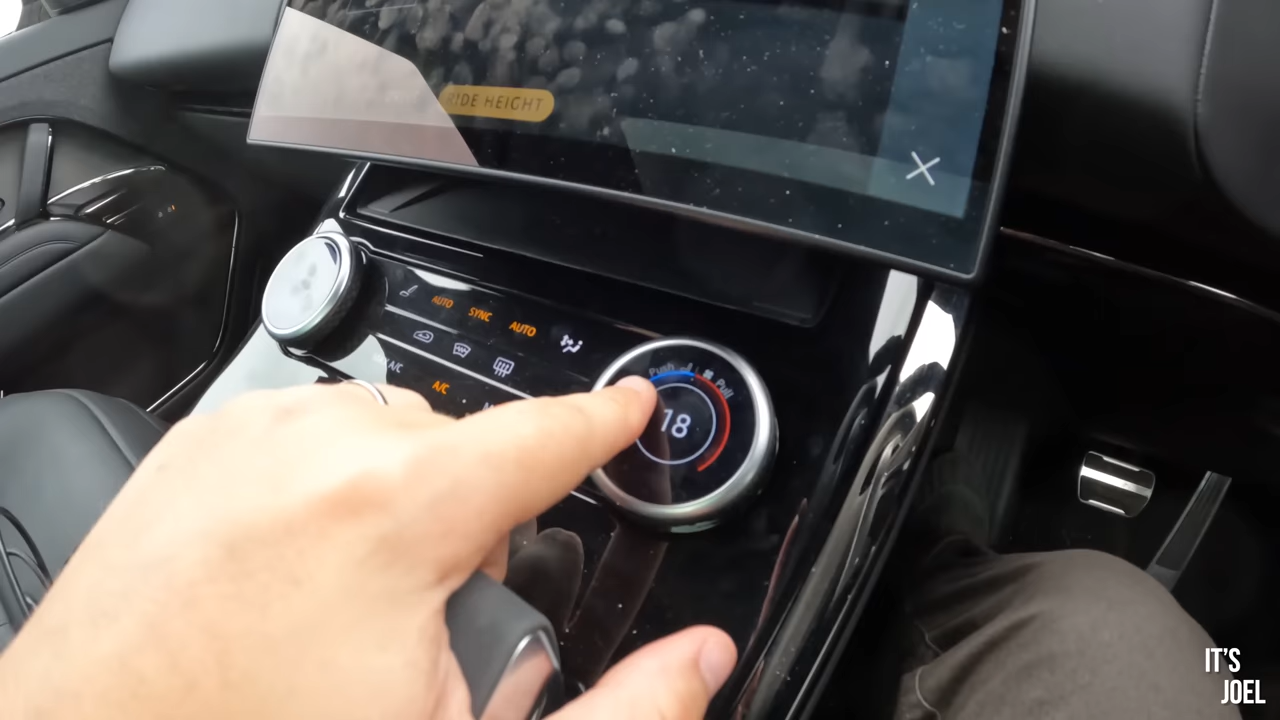 RIDE HEIGHT
AUTO
SYNC
AUTO
A/C
A/C
Push
Pull
18
IT'S
JOEL